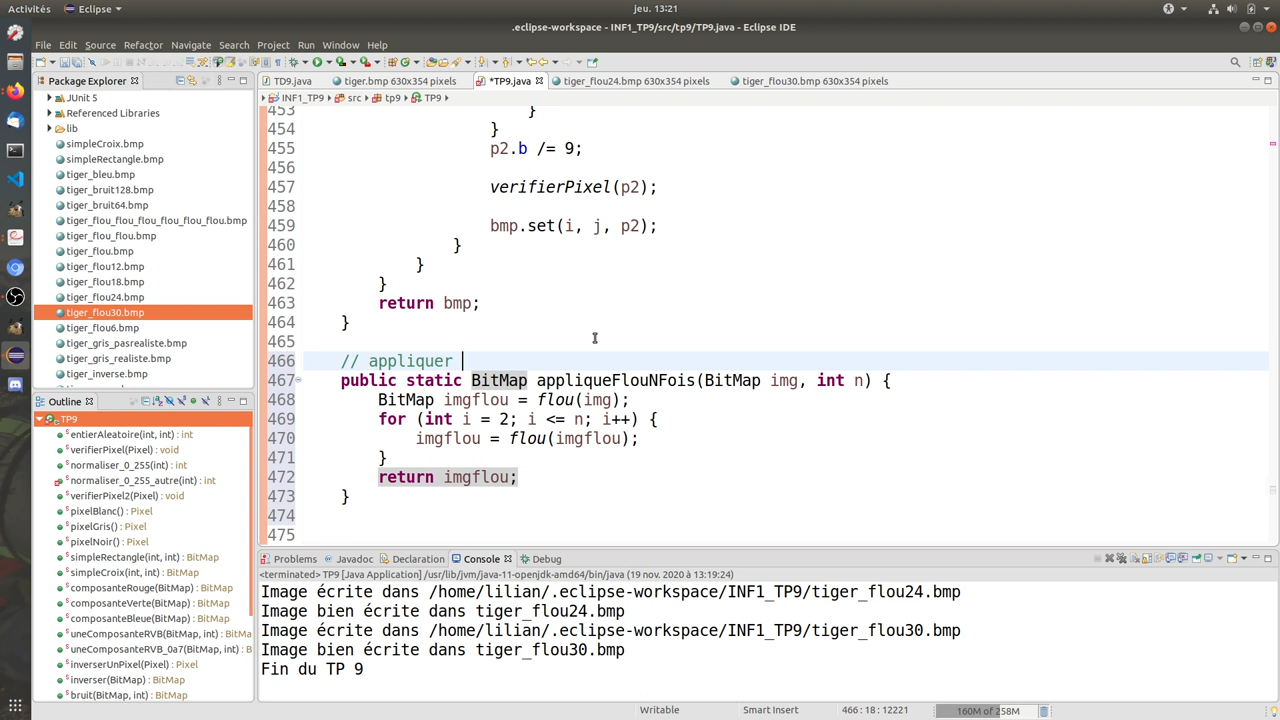 Activités
Eclipse
jeu. 13:21
.eclipse-workspace - INF1_TP9/src/tp9/TP9.java - Eclipse IDE
File Edit Source Refactor Navigate Search Project Run Window Help
Package Explorer
TD9.java
tiger.bmp 630x354 pixels
*TP9.java
tiger_flou24.bmp 630x354 pixels
tiger_flou30.bmp 630x354 pixels
INF1_TP9
src
tp9
TP9
JUnit 5
Referenced Libraries
lib
simpleCroix.bmp
simpleRectangle.bmp
tiger_bleu.bmp
tiger_bruit128.bmp
tiger_bruit64.bmp
tiger_flou_flou_flou_flou_flou_flou.bmp
tiger_flou_flou.bmp
tiger_flou.bmp
tiger_flou12.bmp
tiger_flou18.bmp
tiger_flou24.bmp
tiger_flou30.bmp
tiger_flou6.bmp
tiger_gris_pasrealiste.bmp
tiger_gris_realiste.bmp
tiger_inverse.bmp
Outline
TP9
entierAleatoire(int, int) : int
verifierPixel(Pixel) : void
normaliser_0_255(int) : int
normaliser_0_255_autre(int) : int
verifierPixel2(Pixel) : void
pixelBlanc() : Pixel
pixelGris() : Pixel
pixelNoir() : Pixel
simpleRectangle(int, int) : BitMap
simpleCroix(int, int) : BitMap
composanteRouge(BitMap) : BitMap
composanteVerte(BitMap) : BitMap
composanteBleue(BitMap) : BitMap
uneComposanteRVB(BitMap, int) : BitMa
uneComposanteRVB_0a7(BitMap, int) : B
inverserUnPixel(Pixel) : Pixel
inverser(BitMap) : BitMap
bruit(BitMap, int) : BitMap
453 }
454 }
455 p2.b /= 9;
456
457 verifierPixel(p2);
458
459 bmp.set(i, j, p2);
460 }
461 }
462 }
463 return bmp;
464 }
465
466 // appliquer
467 public static BitMap appliqueFlouNFois(BitMap img, int n) {
468 BitMap imgflou = flou(img);
469 for (int i = 2; i <= n; i++) {
470 imgflou = flou(imgflou);
471 }
472 return imgflou;
473 }
474
475
Problems
Javadoc
Declaration
Console
Debug
<terminated> TP9 [Java Application] /usr/lib/jvm/java-11-openjdk-amd64/bin/java (19 nov. 2020 à 13:19:24)
Image écrite dans /home/lilian/.eclipse-workspace/INF1_TP9/tiger_flou24.bmp
Image bien écrite dans tiger_flou24.bmp
Image écrite dans /home/lilian/.eclipse-workspace/INF1_TP9/tiger_flou30.bmp
Image bien écrite dans tiger_flou30.bmp
Fin du TP 9
Writable
Smart Insert
466 : 18 : 12221
160M of 258M